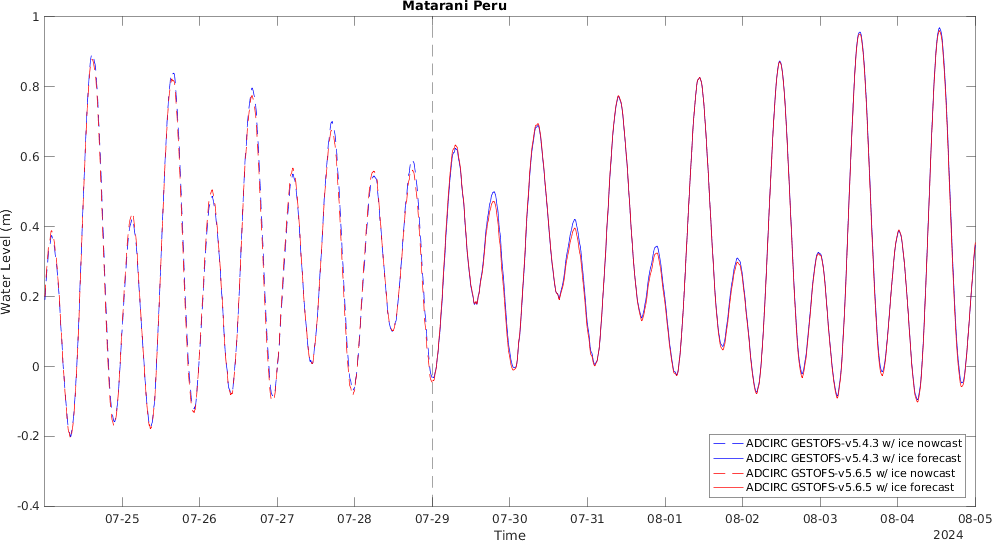 Matarani Peru
Water Level (m)
1
0.8
0.6
0.4
0.2
0
-0.2
-0.4
07-25 07-26 07-27 07-28 07-29 07-30 07-31 08-01 08-02 08-03 08-04 08-05
Time
2024
ADCIRC GESTOFS-v5.4.3 w/ ice nowcast
ADCIRC GESTOFS-v5.4.3 w/ ice forecast
ADCIRC GSTOFS-v5.6.5 w/ ice nowcast
ADCIRC GSTOFS-v5.6.5 w/ ice forecast